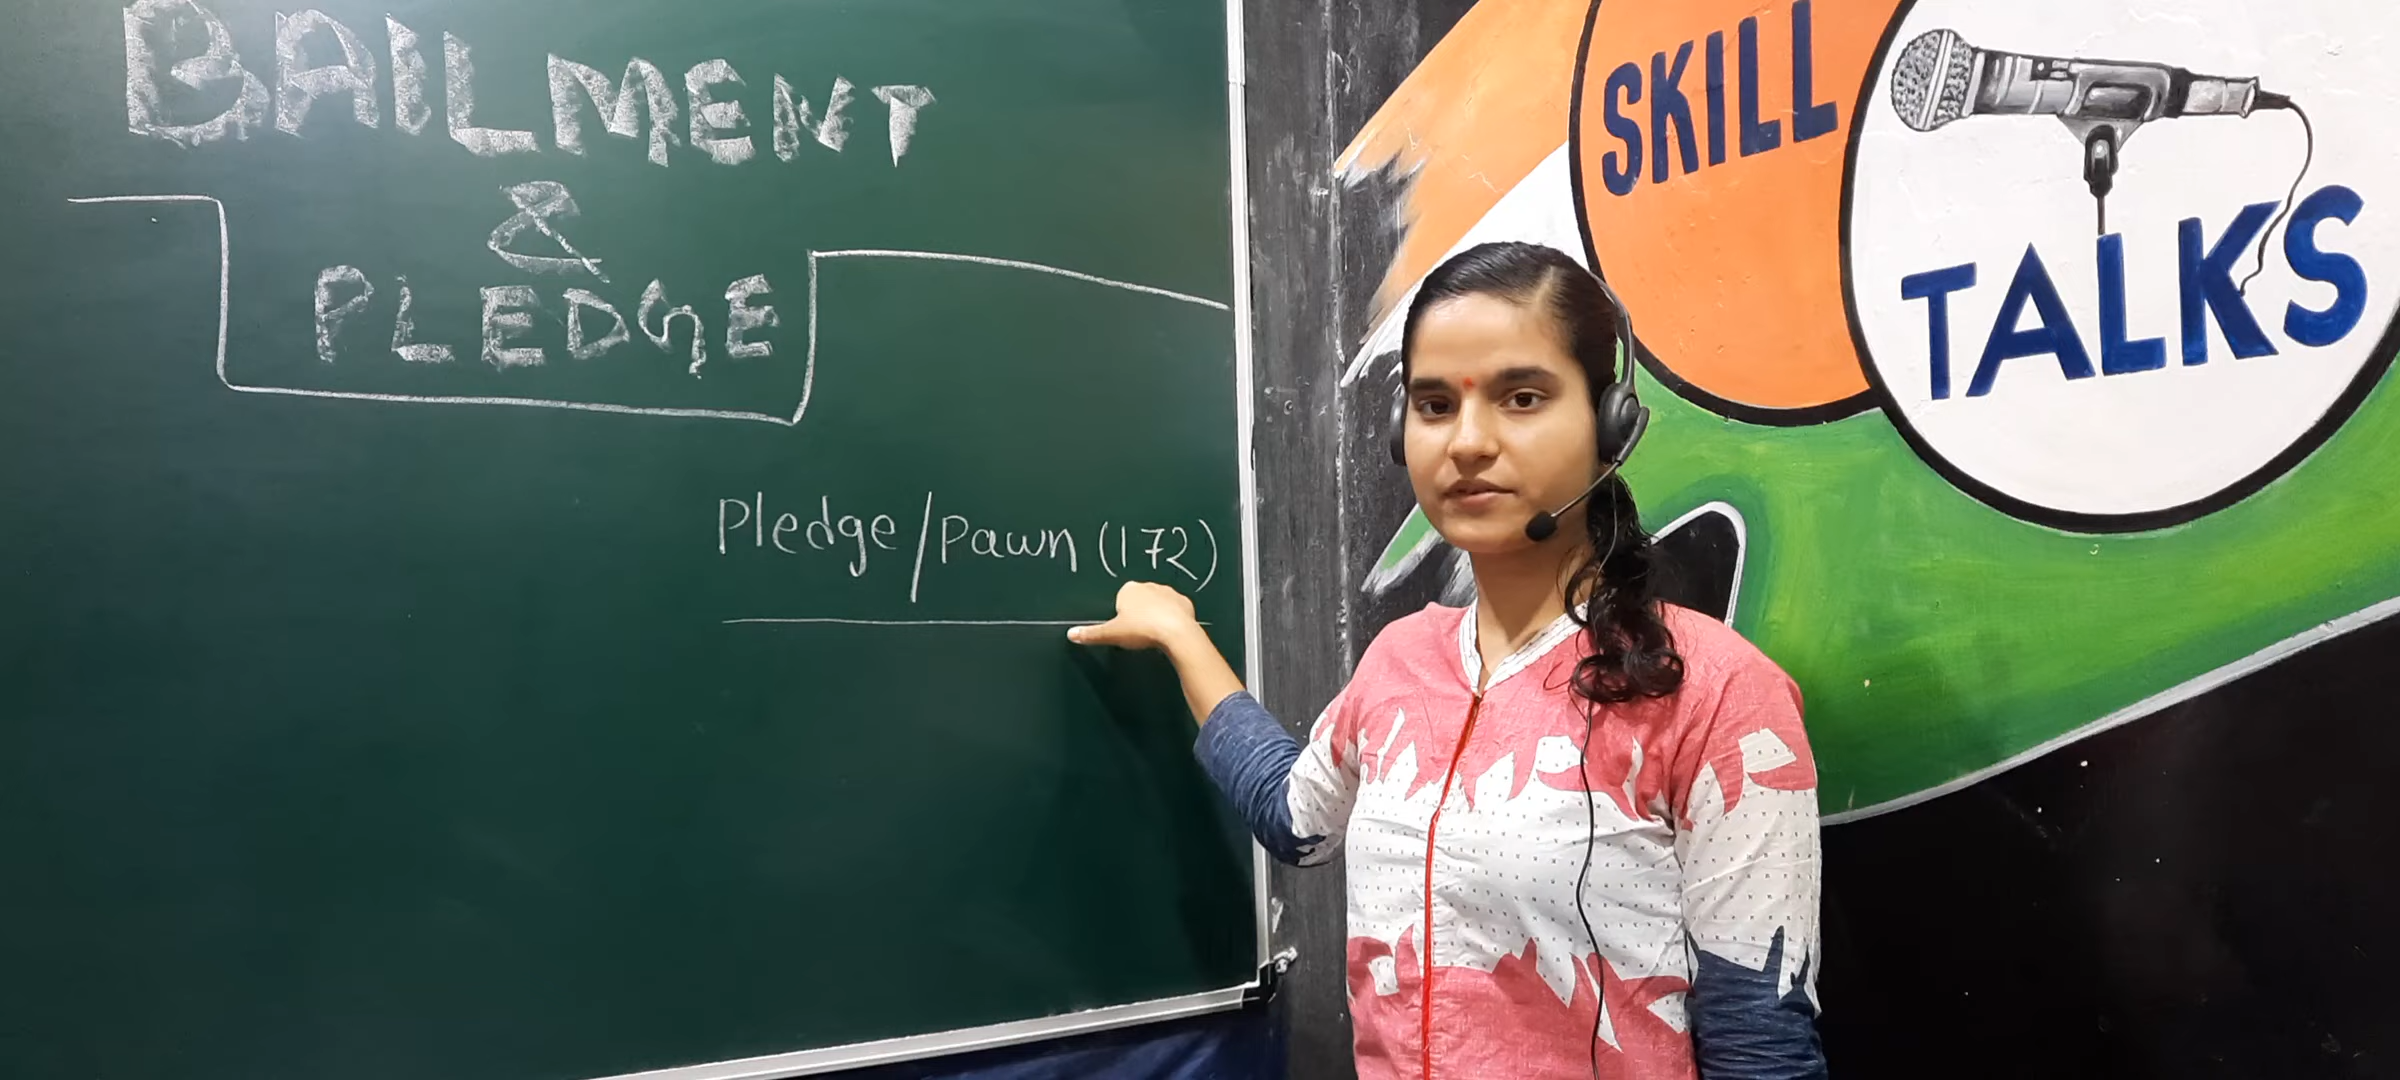 BAILMENT
&
PLEDGE
Pledge/Pawn (172)
SKILL
TALKS